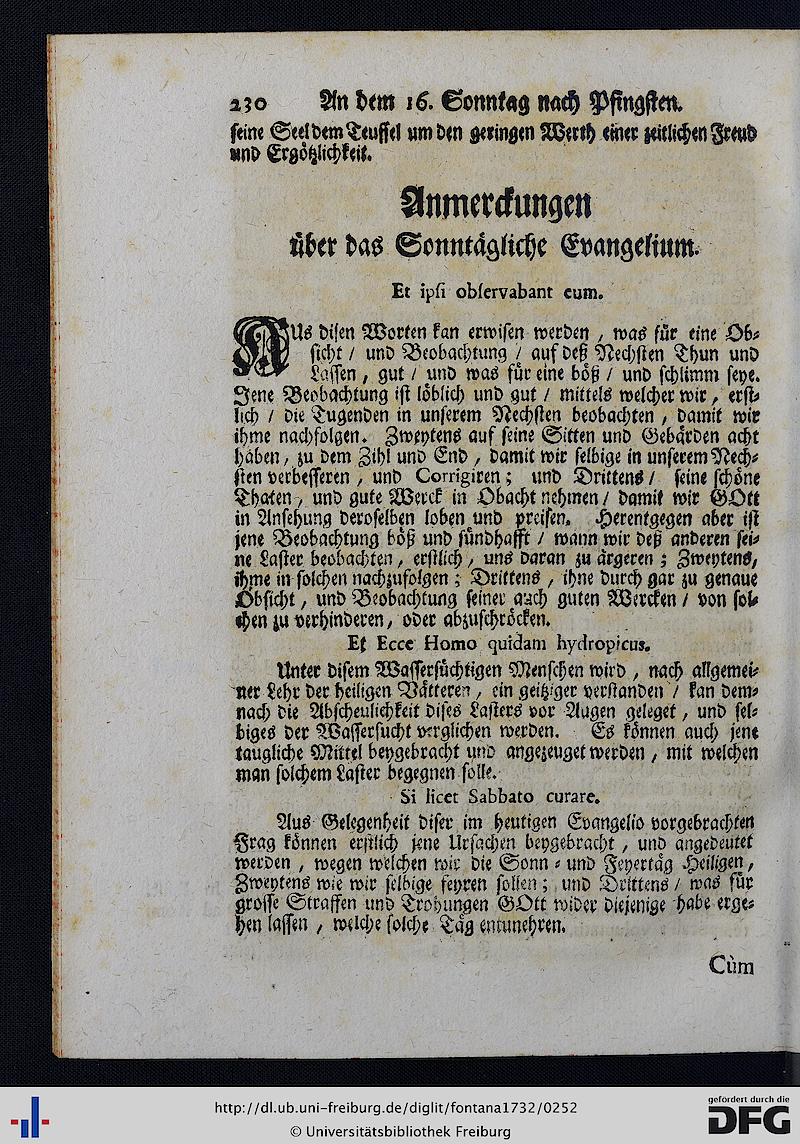 230 An dem 16. Sonntag nach Pfingsten.
seine Seel dem Teuffel um den geringen Werth einer zeitlichen Freud
und Ergötzlichkeit.
Anmerckungen
über das Sonntägliche Evangelium.
Et ipsi observabant eum.
AUs disen Worten kan erwisen werden, was für eine Ob-
sicht / und Beobachtung / auf deß Nechsten Thun und
Lassen, gut / und was für eine böß / und schlimm seye.
Jene Beobachtung ist löblich und gut / mittels welcher wir, erst-
lich / die Tugenden in unserem Nechsten beobachten, damit wir
ihme nachfolgen. Zweytens auf seine Sitten und Gebärden acht
haben, zu dem Zihl und End, damit wir selbige in unserem Nech-
sten verbesseren, und Corrigiren; und Drittens / seine schöne
Thaten, und gute Werck in Obacht nehmen / damit wir GOtt
in Ansehung deroselben loben und preisen. Herentgegen aber ist
jene Beobachtung böß und sündhafft / wann wir deß anderen sei-
ne Laster beobachten, erstlich, uns daran zu ärgeren; Zweytens,
ihme in solchen nachzufolgen; Drittens, ihne durch gar zu genaue
Obsicht, und Beobachtung seiner auch guten Wercken / von sol-
chen zu verhinderen, oder abzuschröcken.
Et Ecce Homo quidam hydropicus.
Unter disem Wassersüchtigen Menschen wird, nach allgemei-
ner Lehr der heiligen Vätteren, ein geitziger verstanden / kan dem-
nach die Abscheulichkeit dises Lasters vor Augen geleget, und sel-
biges der Wassersucht verglichen werden. Es können auch jene
taugliche Mittel beygebracht und angezeuget werden, mit welchen
man solchem Laster begegnen solle.
Si licet Sabbato curare.
Aus Gelegenheit diser im heutigen Evangelio vorgebrachten
Frag können erstlich jene Ursachen beygebracht, und angedeutet
werden, wegen welchen wir die Sonn- und Feyertäg Heiligen,
Zweytens wie wir selbige feyren sollen; und Drittens / was für
grosse Straffen und Trohungen GOtt wider diejenige habe erge-
hen lassen, welche solche Täg entunehren.
Cùm
http://dl.ub.uni-freiburg.de/diglit/fontana1732/0252
© Universitätsbibliothek Freiburg
gefördert durch die
DFG